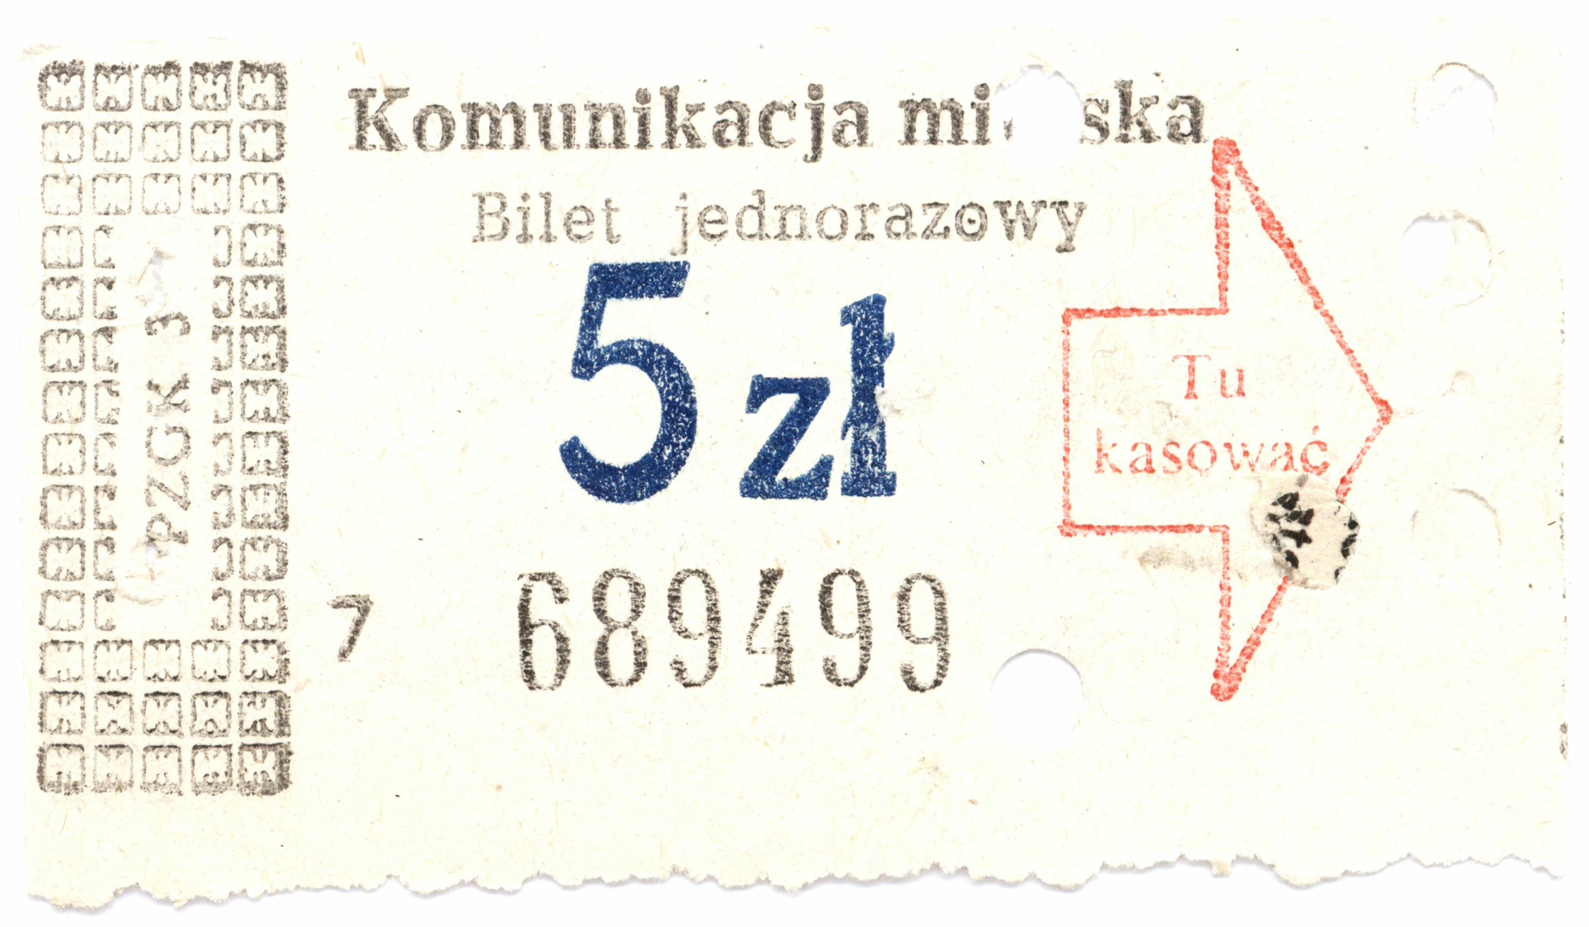 Komunikacja mi ska
Bilet jednorazowy
5 zł
Tu
kasować
7 689499
PZGK 3